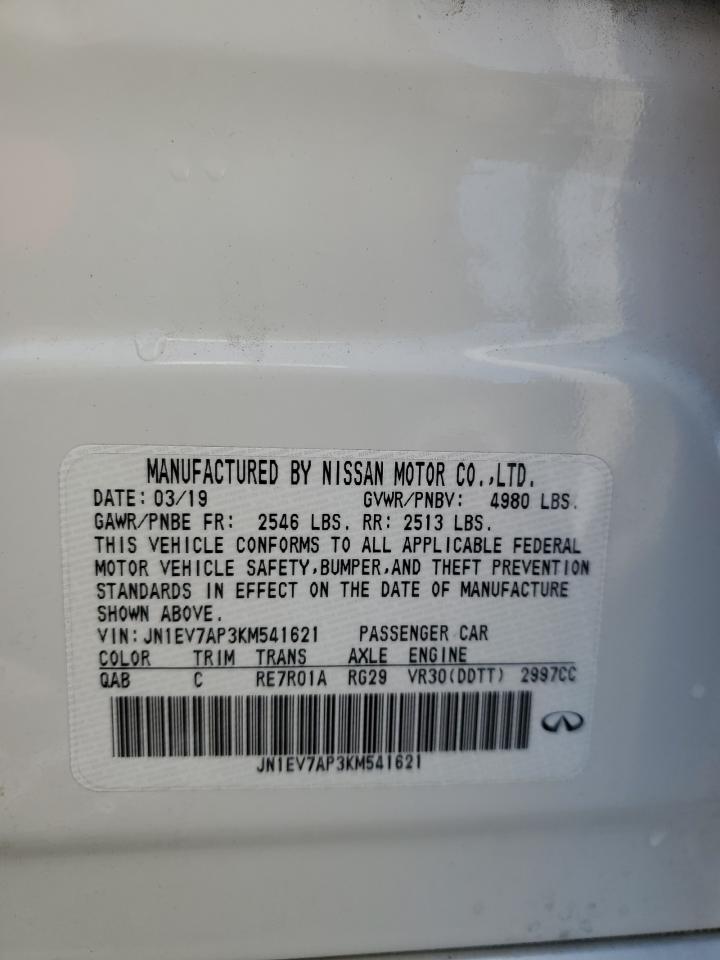 MANUFACTURED BY NISSAN MOTOR CO.,LTD.
DATE: 03/19 GVWR/PNBV: 4980 LBS.
GAWR/PNBE FR: 2546 LBS. RR: 2513 LBS.
THIS VEHICLE CONFORMS TO ALL APPLICABLE FEDERAL
MOTOR VEHICLE SAFETY,BUMPER,AND THEFT PREVENTION
STANDARDS IN EFFECT ON THE DATE OF MANUFACTURE
SHOWN ABOVE.
VIN: JN1EV7AP3KM541621 PASSENGER CAR
COLOR TRIM TRANS AXLE ENGINE
QAB C RE7R01A RG29 VR30(DDTT) 2997CC
JN1EV7AP3KM541621